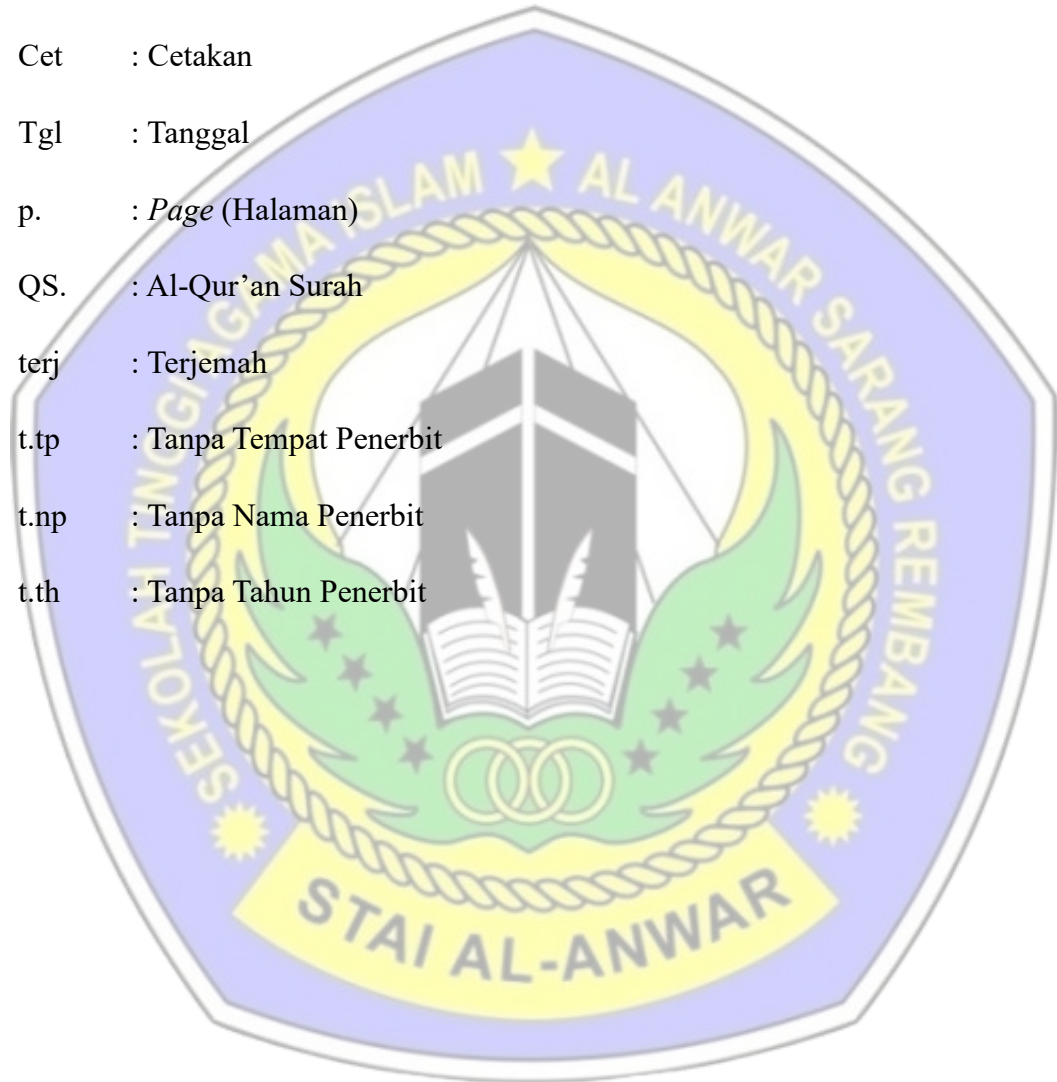 Cet : Cetakan
Tgl : Tanggal
p. : Page (Halaman)
QS. : Al-Qur’an Surah
terj : Terjemah
t.tp : Tanpa Tempat Penerbit
t.np : Tanpa Nama Penerbit
t.th : Tanpa Tahun Penerbit
SEKOLAH TINGGI AGAMA ISLAM AL ANWAR SARANG REMBANG
STAI AL-ANWAR